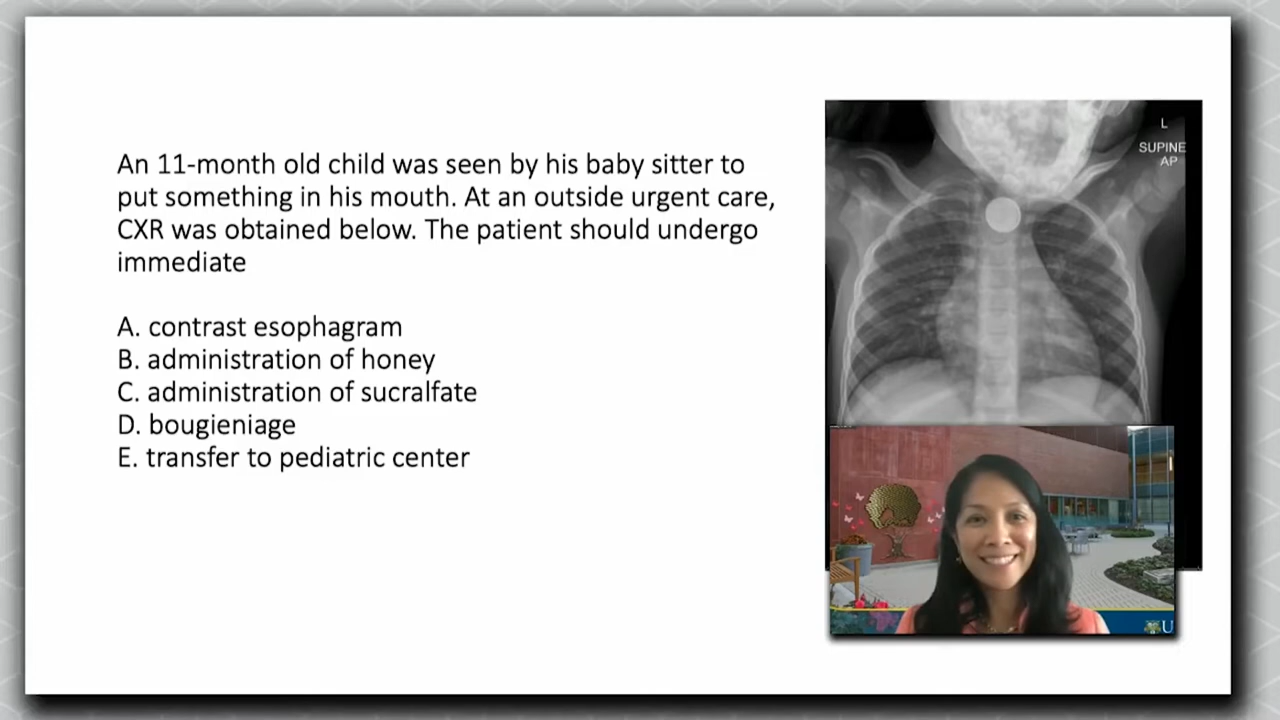 An 11-month old child was seen by his baby sitter to
put something in his mouth. At an outside urgent care,
CXR was obtained below. The patient should undergo
immediate
A. contrast esophagram
B. administration of honey
C. administration of sucralfate
D. bougieniage
E. transfer to pediatric center
L
SUPINE
AP
U